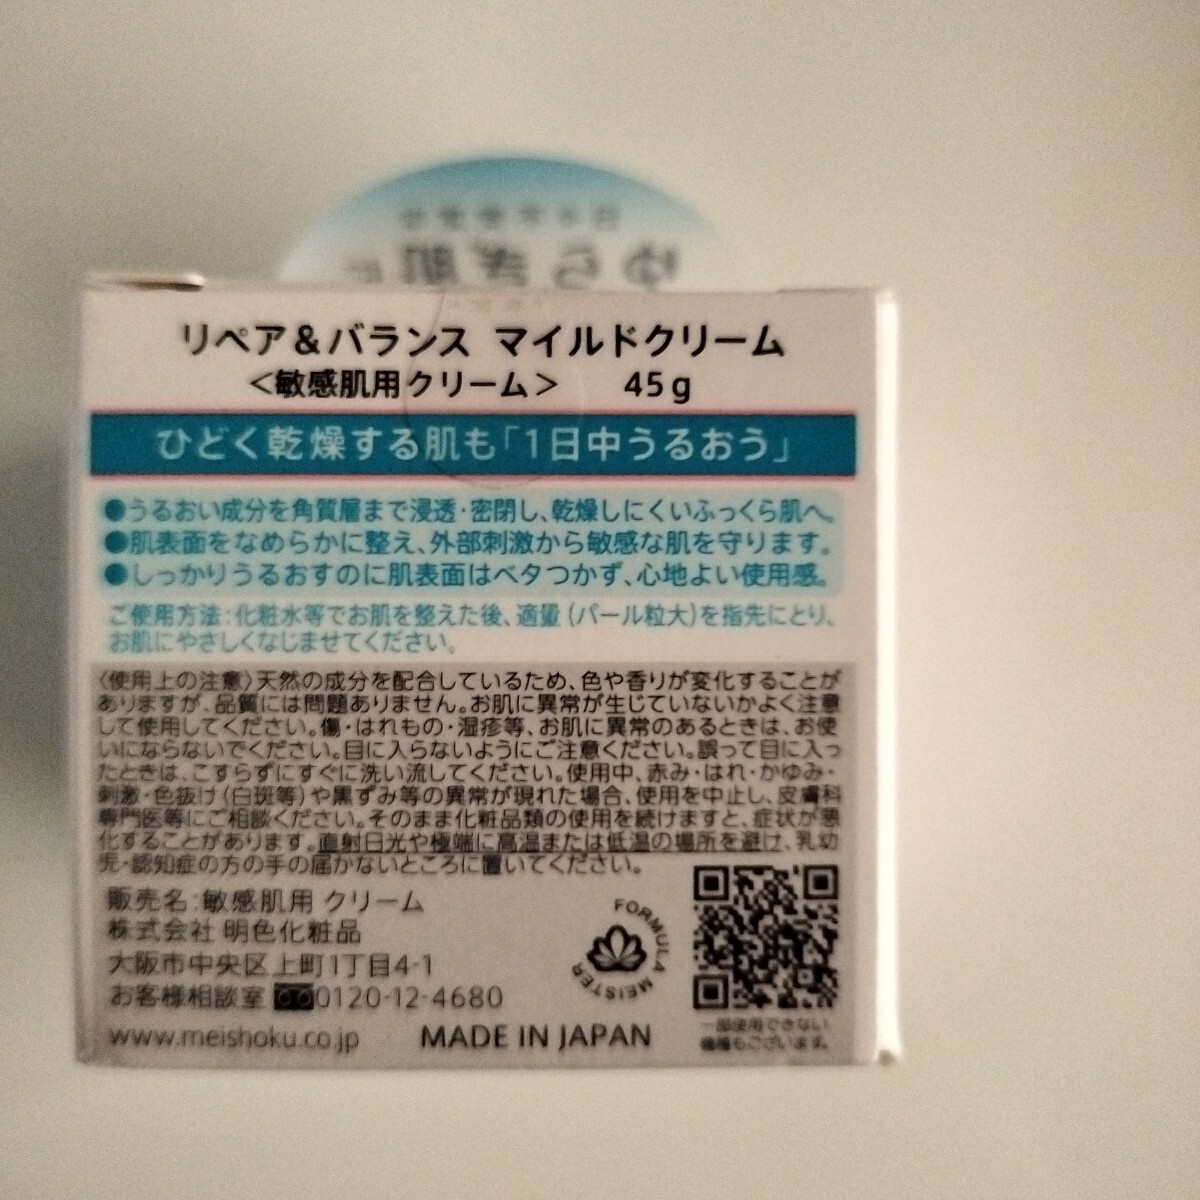 ゆらぎ肌に
リペア&バランス マイルドクリーム
<敏感肌用クリーム> 45g
ひどく乾燥する肌も「1日中うるおう」
●うるおい成分を角質層まで浸透・密閉し、乾燥しにくいふっくら肌へ。
●肌表面をなめらかに整え、外部刺激から敏感な肌を守ります。
●しっかりうるおすのに肌表面はベタつかず、心地よい使用感。
ご使用方法:化粧水等でお肌を整えた後、適量(パール粒大)を指先にとり、
お肌にやさしくなじませてください。
〈使用上の注意〉天然の成分を配合しているため、色や香りが変化することが
ありますが、品質には問題ありません。お肌に異常が生じていないかよく注意
して使用してください。傷・はれもの・湿疹等、お肌に異常のあるときは、お使
いにならないでください。目に入らないようにご注意ください。誤って目に入っ
たときは、こすらずにすぐに洗い流してください。使用中、赤み・はれ・かゆみ・
刺激・色抜け(白斑等)や黒ずみ等の異常が現れた場合、使用を中止し、皮膚科
専門医等にご相談ください。そのまま化粧品類の使用を続けますと、症状が悪
化することがあります。直射日光や極端に高温または低温の場所を避け、乳幼
児・認知症の方の手の届かないところに置いてください。
販売名:敏感肌用 クリーム
株式会社 明色化粧品
大阪市中央区上町1丁目4-1
お客様相談室 0120-12-4680
www.meishoku.co.jp MADE IN JAPAN
FORMULA MEISTER
一部使用できない
機種もございます。